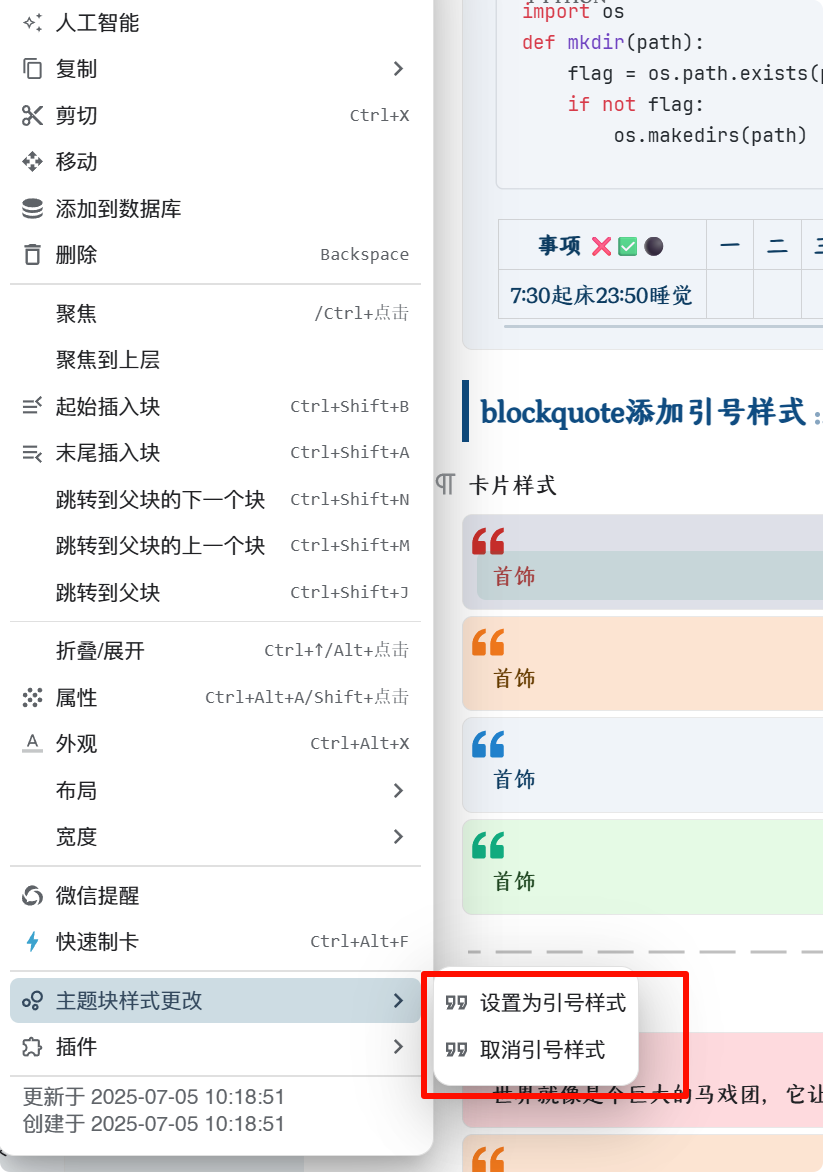 人工智能
复制
剪切 Ctrl+X
移动
添加到数据库
删除 Backspace
聚焦 /Ctrl+点击
聚焦到上层
起始插入块 Ctrl+Shift+B
末尾插入块 Ctrl+Shift+A
跳转到父块的下一个块 Ctrl+Shift+N
跳转到父块的上一个块 Ctrl+Shift+M
跳转到父块 Ctrl+Shift+J
折叠/展开 Ctrl+↑/Alt+点击
属性 Ctrl+Alt+A/Shift+点击
外观 Ctrl+Alt+X
布局
宽度
微信提醒
快速制卡 Ctrl+Alt+F
主题块样式更改
插件
更新于 2025-07-05 10:18:51
创建于 2025-07-05 10:18:51
设置为引号样式
取消引号样式
import os
def mkdir(path):
    flag = os.path.exists(
    if not flag:
        os.makedirs(path)
事项 ❌✅🌑 一 二
7:30起床23:50睡觉
blockquote添加引号样式
卡片样式
首饰
首饰
首饰
首饰
世界就像是个巨大的马戏团，它让